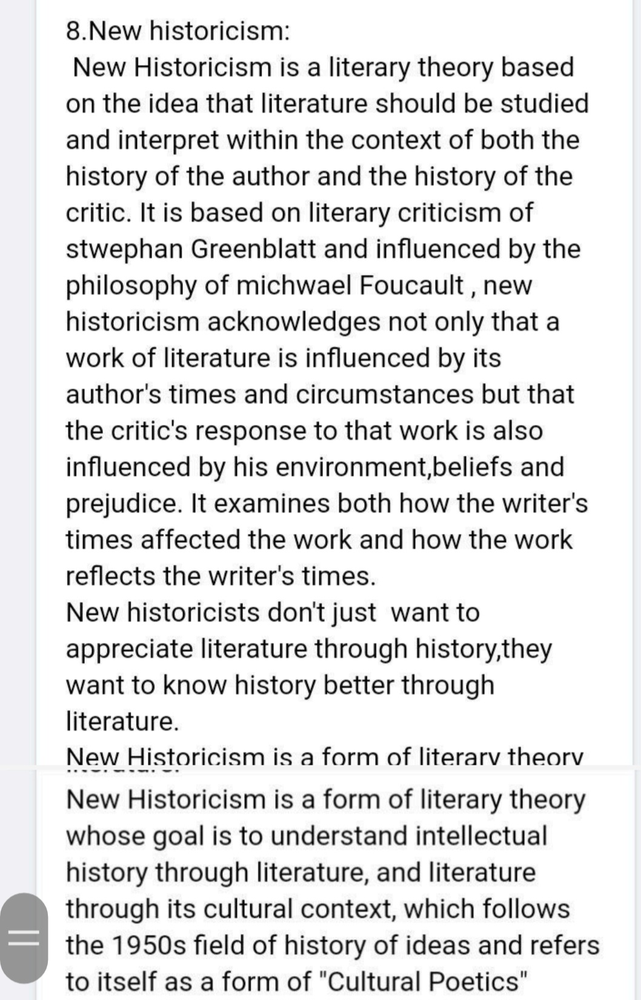 8.New historicism:
New Historicism is a literary theory based
on the idea that literature should be studied
and interpret within the context of both the
history of the author and the history of the
critic. It is based on literary criticism of
stwephan Greenblatt and influenced by the
philosophy of michwael Foucault , new
historicism acknowledges not only that a
work of literature is influenced by its
author's times and circumstances but that
the critic's response to that work is also
influenced by his environment,beliefs and
prejudice. It examines both how the writer's
times affected the work and how the work
reflects the writer's times.
New historicists don't just  want to
appreciate literature through history,they
want to know history better through
literature.
New Historicism is a form of literary theory
New Historicism is a form of literary theory
whose goal is to understand intellectual
history through literature, and literature
through its cultural context, which follows
the 1950s field of history of ideas and refers
to itself as a form of "Cultural Poetics"